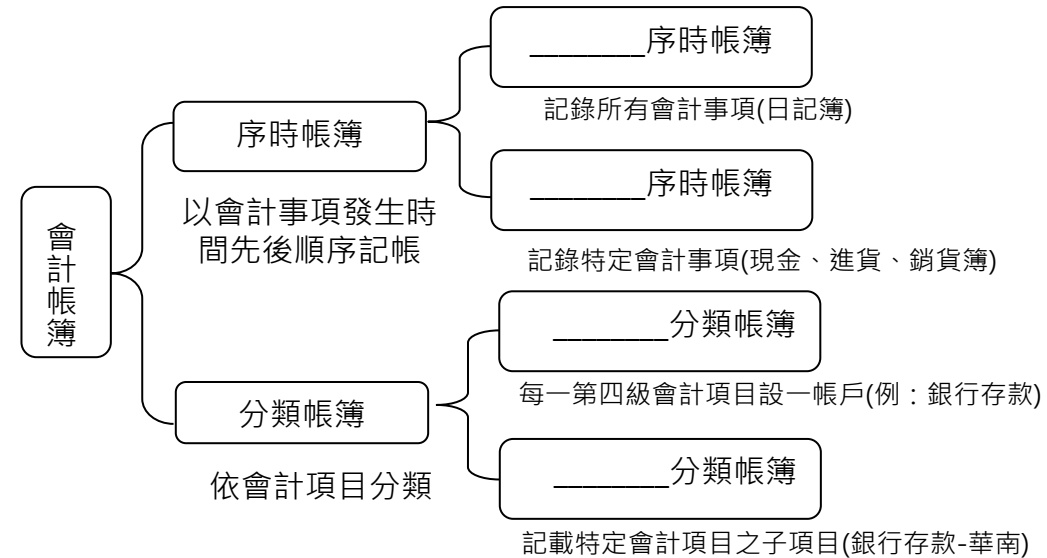 會計帳簿
序時帳簿
以會計事項發生時
間先後順序記帳
________序時帳簿
記錄所有會計事項(日記簿)
________序時帳簿
記錄特定會計事項(現金、進貨、銷貨簿)
分類帳簿
依會計項目分類
________分類帳簿
每一第四級會計項目設一帳戶(例：銀行存款)
________分類帳簿
記載特定會計項目之子項目(銀行存款-華南)